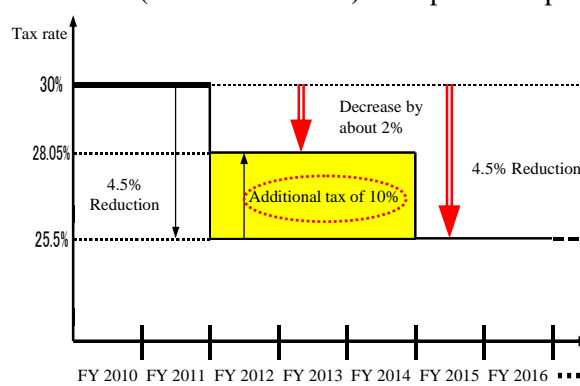 Tax rate
30%
Decrease by
about 2%
28.05%
4.5%
Reduction
Additional tax of 10%
4.5% Reduction
25.5%
FY 2010 FY 2011 FY 2012 FY 2013 FY 2014 FY 2015 FY 2016